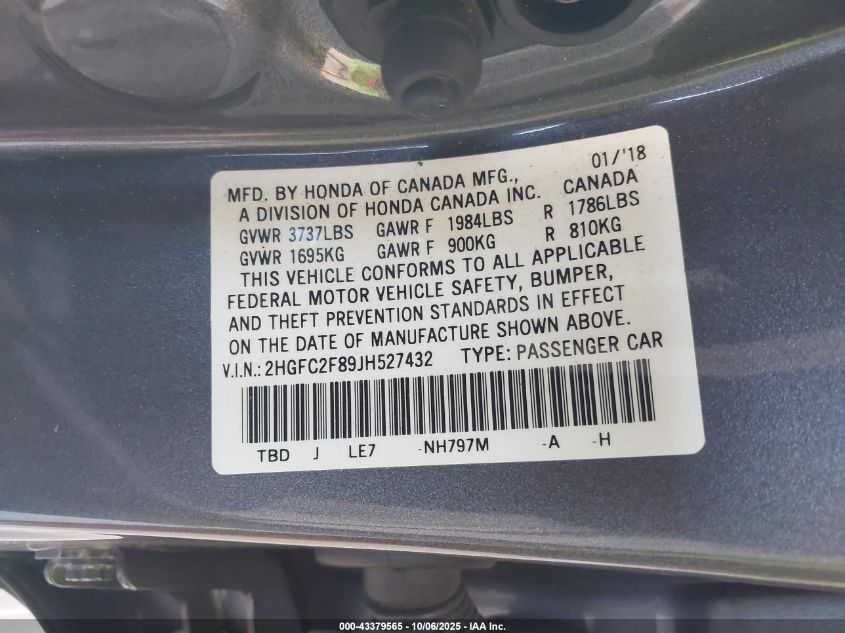 01/'18
MFD. BY HONDA OF CANADA MFG.,
A DIVISION OF HONDA CANADA INC. CANADA
GVWR 3737LBS GAWR F 1984LBS R 1786LBS
GVWR 1695KG GAWR F 900KG R 810KG
THIS VEHICLE CONFORMS TO ALL APPLICABLE
FEDERAL MOTOR VEHICLE SAFETY, BUMPER,
AND THEFT PREVENTION STANDARDS IN EFFECT
ON THE DATE OF MANUFACTURE SHOWN ABOVE.
V.I.N.: 2HGFC2F89JH527432 TYPE: PASSENGER CAR
TBD J LE7 -NH797M -A -H
000-43379565 - 10/06/2025 - IAA Inc.